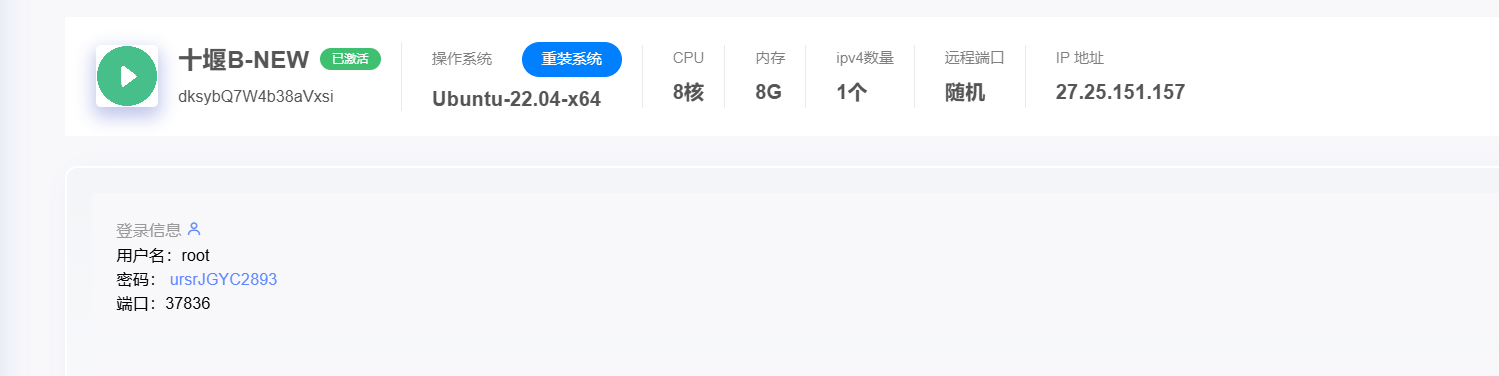 十堰B-NEW 已激活
dksybQ7W4b38aVxsi
操作系统 重装系统
Ubuntu-22.04-x64
CPU
8核
内存
8G
ipv4数量
1个
远程端口
随机
IP 地址
27.25.151.157
登录信息
用户名：root
密码： ursrJGYC2893
端口：37836